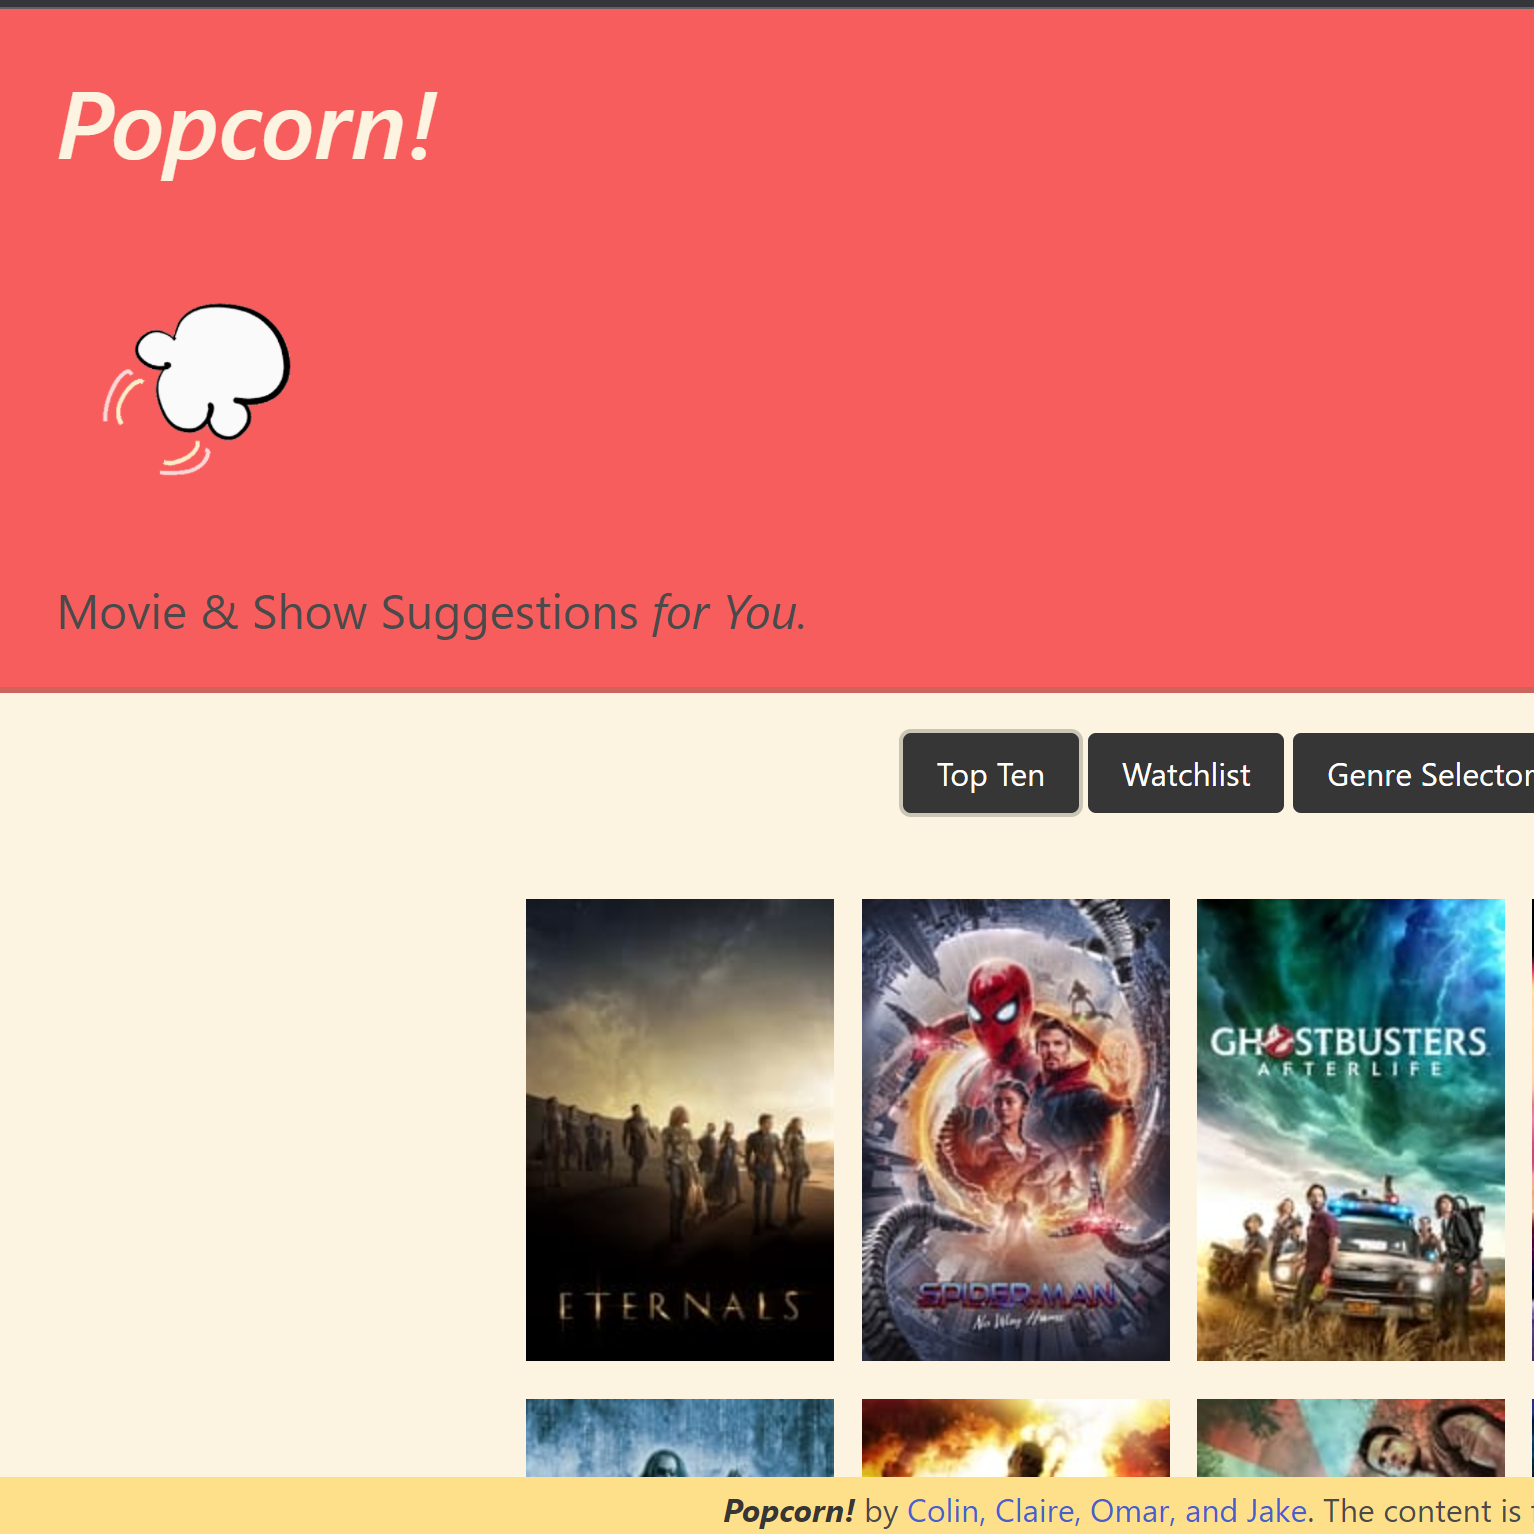 Popcorn!
Movie & Show Suggestions for You.
Top Ten
Watchlist
Genre Selector
ETERNALS
SPIDER-MAN
No Way Home
GHOSTBUSTERS
AFTERLIFE
Popcorn! by Colin, Claire, Omar, and Jake. The content is